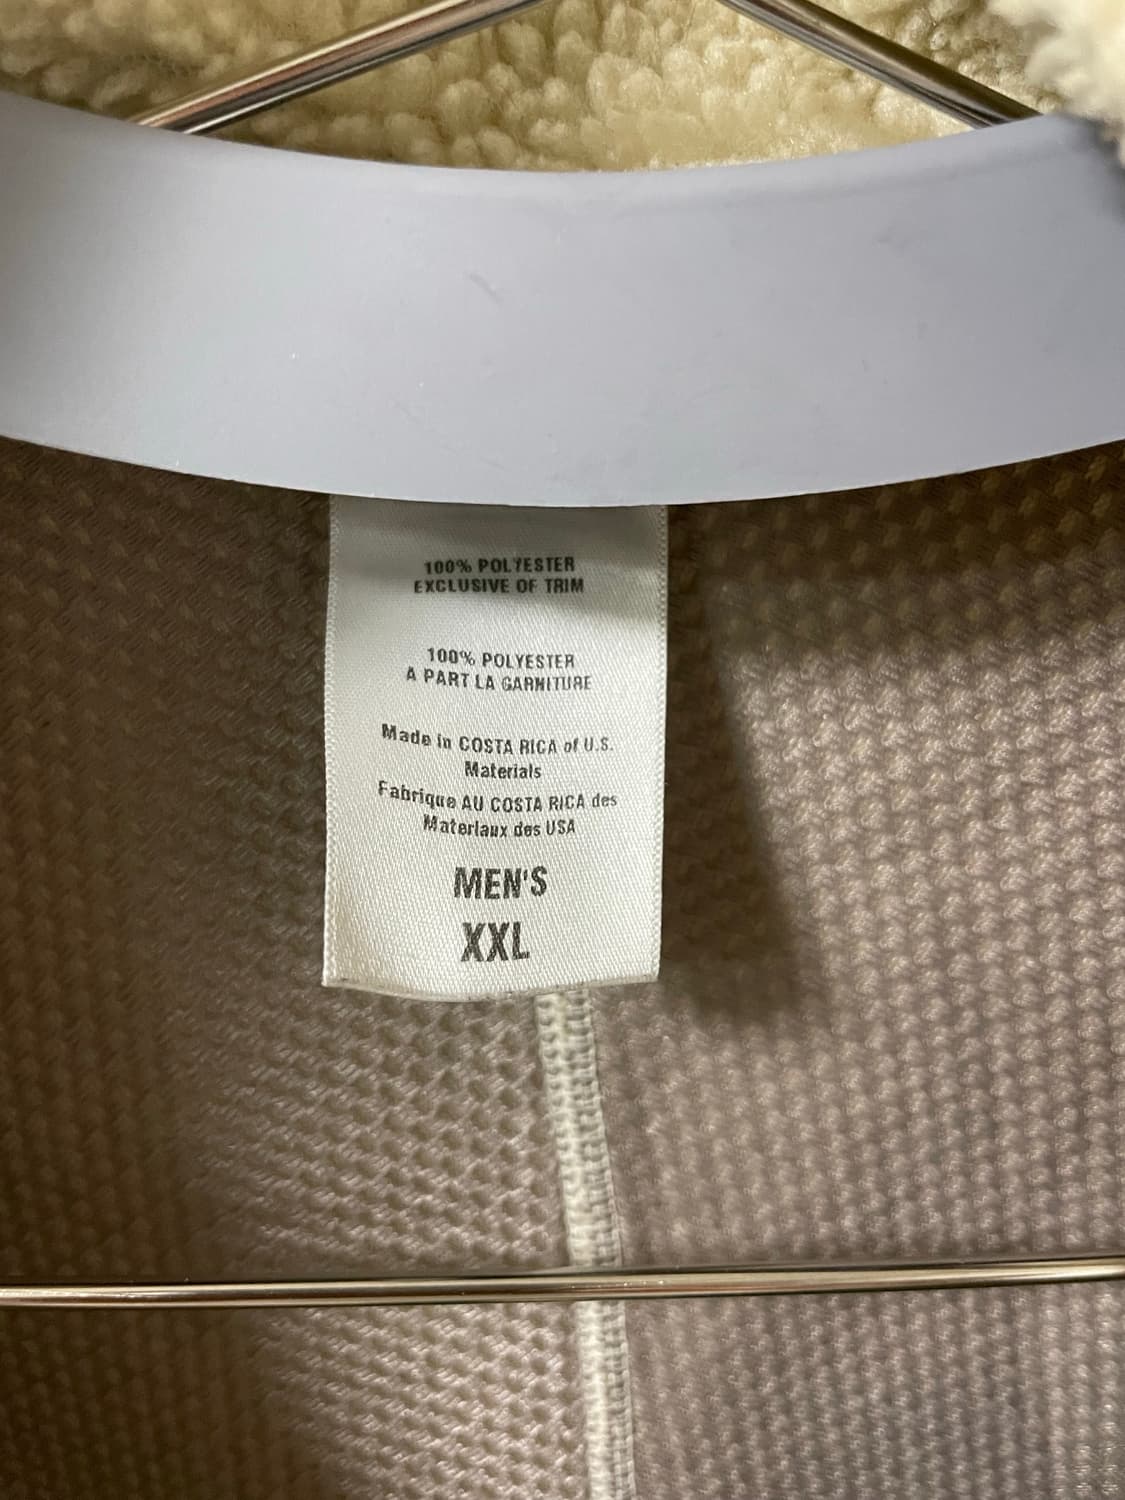 100% POLYESTER
EXCLUSIVE OF TRIM
100% POLYESTER
A PART LA GARNITURE
Made in COSTA RICA of U.S.
Materials
Fabrique AU COSTA RICA des
Materiaux des USA
MEN'S
XXL